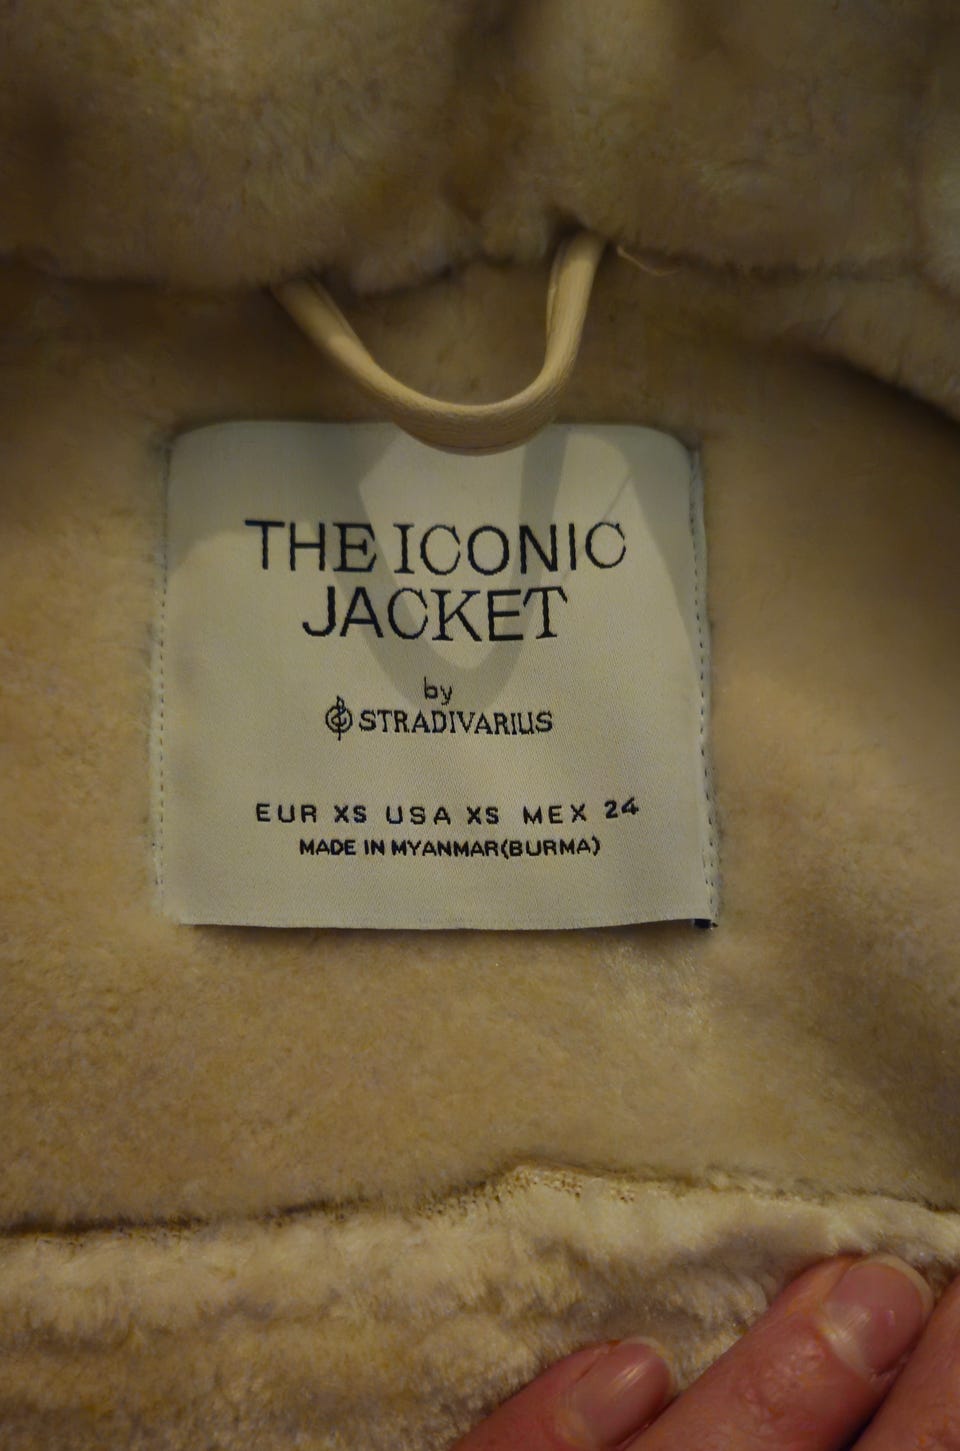 THE ICONIC
JACKET
by
STRADIVARIUS
EUR XS USA XS MEX 24
MADE IN MYANMAR(BURMA)